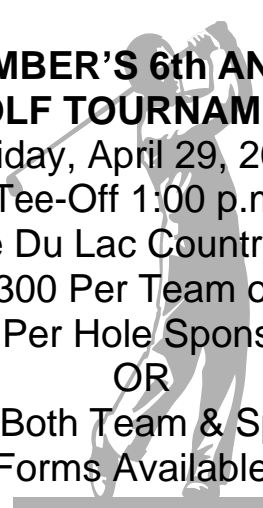 MBER'S 6th AN
OLF TOURNAM
iday, April 29, 20
Tee-Off 1:00 p.m
e Du Lac Countr
300 Per Team o
Per Hole Spons
OR
Both Team & Sp
Forms Available